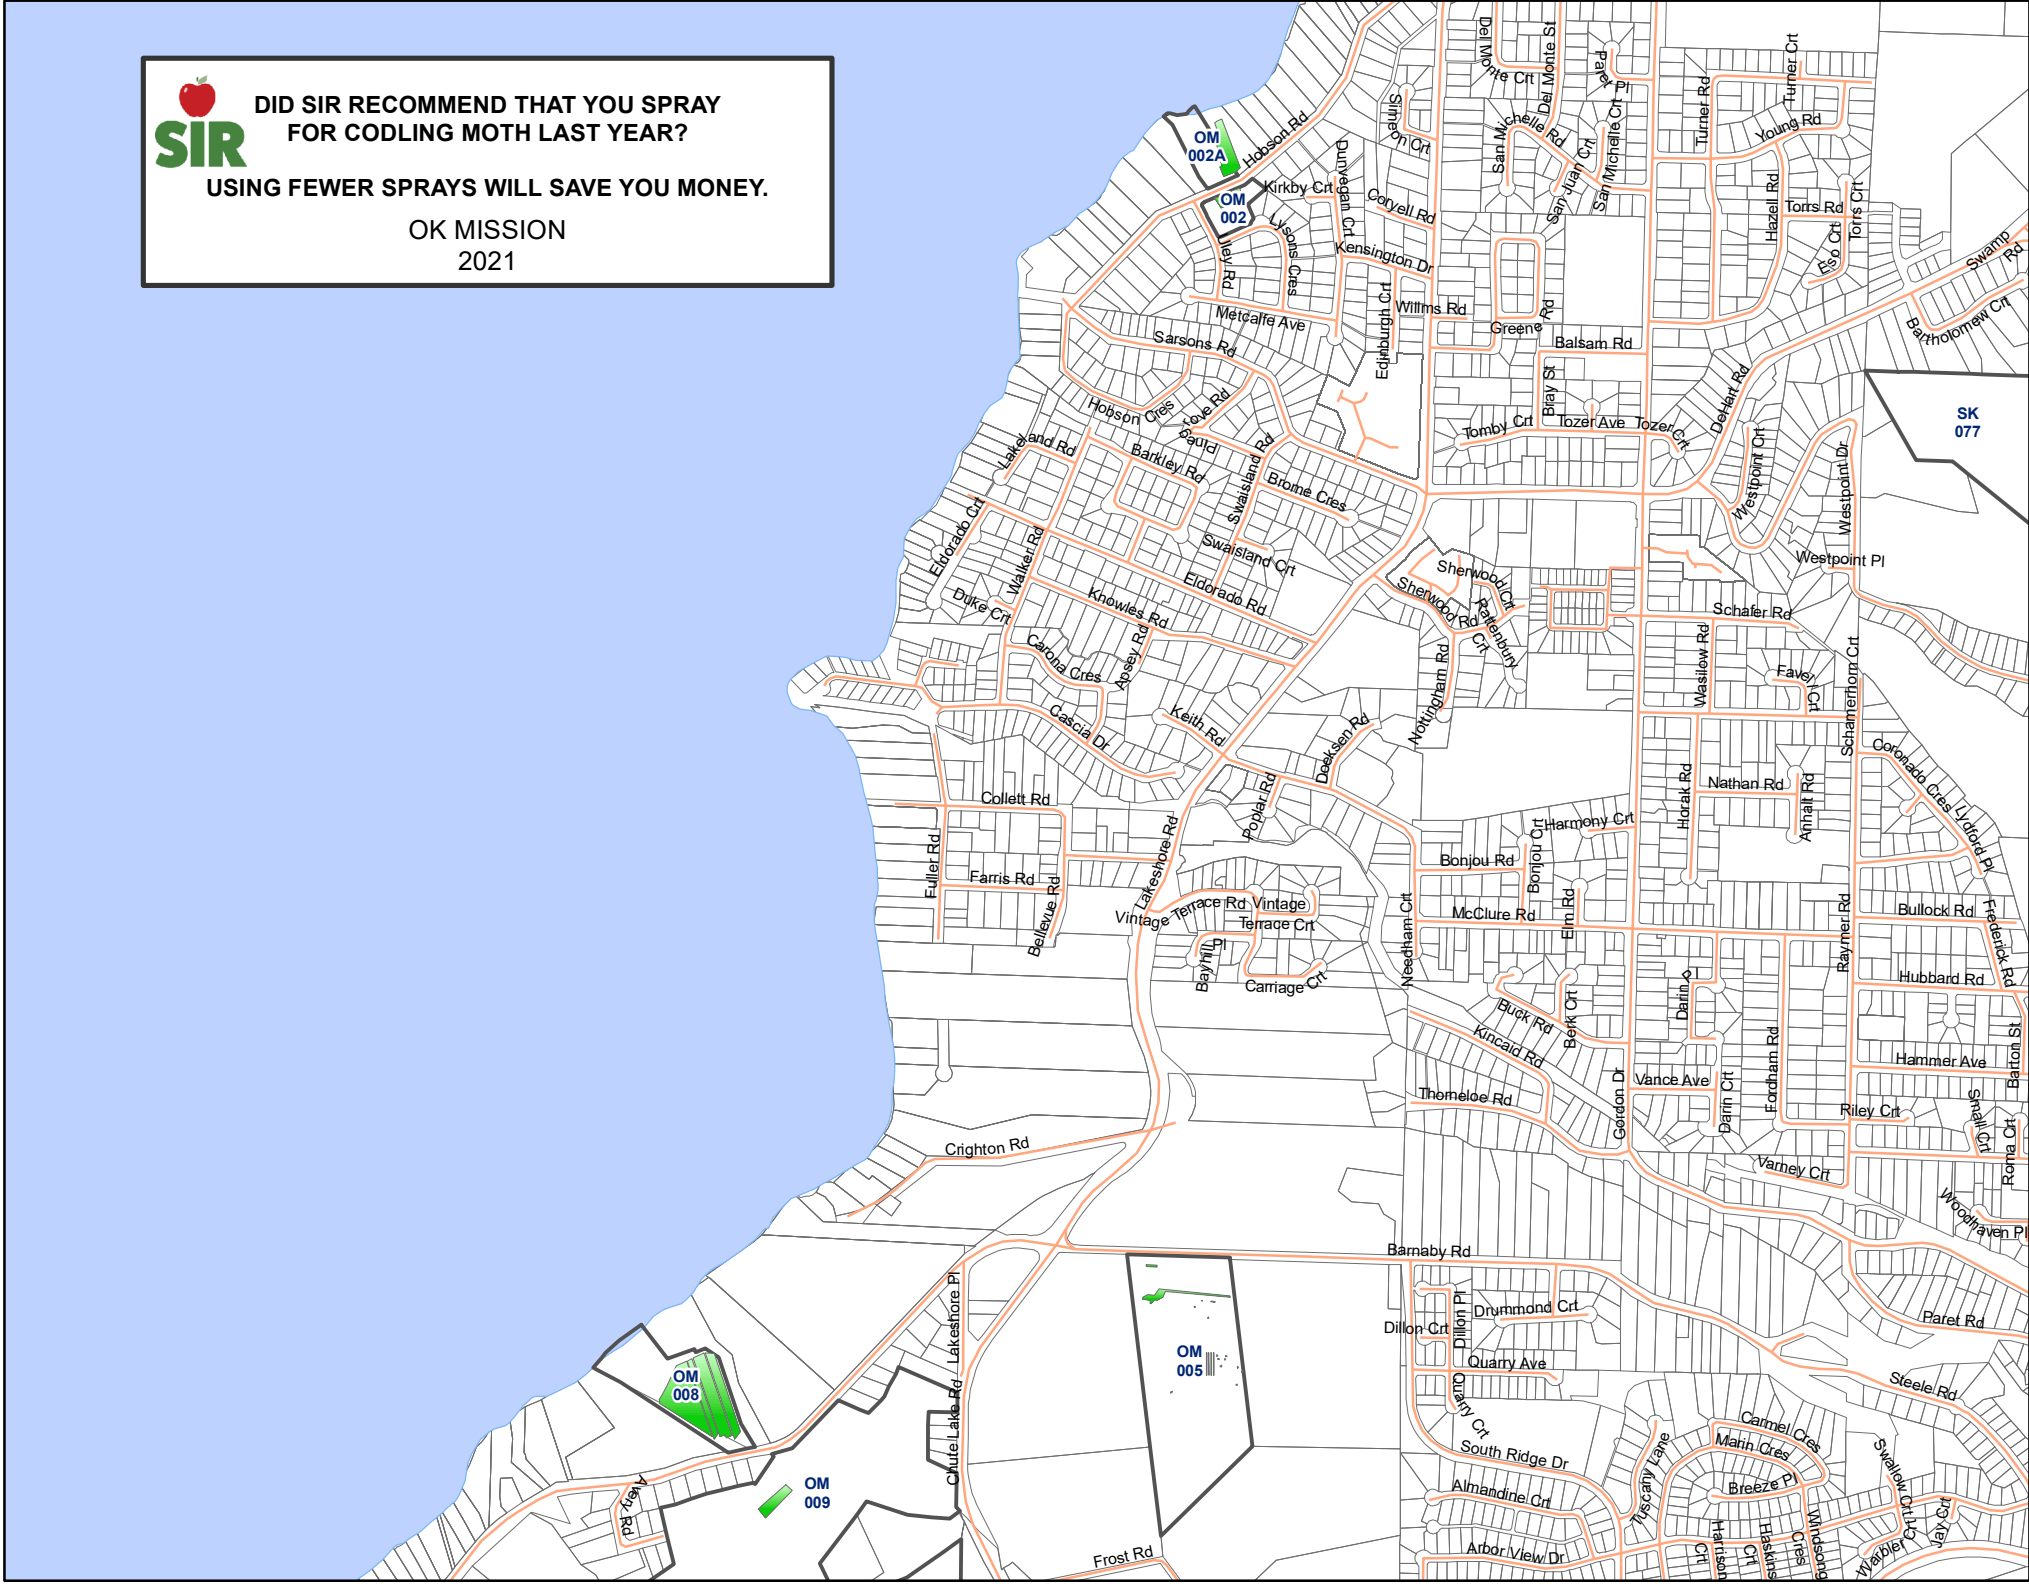 SIR
DID SIR RECOMMEND THAT YOU SPRAY
FOR CODLING MOTH LAST YEAR?
USING FEWER SPRAYS WILL SAVE YOU MONEY.
OK MISSION
2021
Del Monte Crt
Del Monte St
Parret Pl
Turner Rd
Turner Crt
Young Rd
Simeon Crt
San Michelle Rd
San Michelle Crt
San Juan Crt
Hobson Rd
OM
002A
OM
002
Kirkby Crt
Dunvegan Crt
Coryell Rd
Hazell Rd
Torrs Rd
Torrs Crt
Eso Crt
Swamp
Rd
Bartholomew Crt
Uley Rd
Lysons Cres
Kensington Dr
Edinburgh Crt
Willms Rd
Greene Rd
Metcalfe Ave
Sarsons Rd
Balsam Rd
Bray St
DeHart Rd
SK
077
Hobson Cres
Tomby Crt
Tozer Ave
Tozer Crt
Westpoint Crt
Westpoint Dr
Westpoint Pl
Lakeland Rd
Barkley Rd
Swaisland Rd
Brome Cres
Swaisland Crt
Eldorado Crt
Eldorado Rd
Walker Rd
Duke Crt
Knowles Rd
Apsey Rd
Carona Cres
Cascia Dr
Keith Rd
Sherwood Crt
Sherwood Rd
Rattenbury
Crt
Nottingham Rd
Schafer Rd
Wasilow Rd
Favell Crt
Schamerhorn Crt
Coronado Cres
Lydford Pl
Collett Rd
Fuller Rd
Farris Rd
Bellevue Rd
Lakeshore Rd
Poplar Rd
Decksen Rd
Harmony Crt
Bonjou Rd
Bonjou Crt
Horak Rd
Nathan Rd
Anhalt Rd
Vintage Terrace Rd
Vintage
Terrace Crt
Bayhill
Pl
Carriage Crt
Needham Crt
McClure Rd
Elm Rd
Raymer Rd
Bullock Rd
Frederick Rd
Hubbard Rd
Buck Rd
Berk Crt
Kincaid Rd
Darin Pl
Darin Crt
Fordham Rd
Hammer Ave
Barton St
Thorneloe Rd
Gordon Dr
Vance Ave
Riley Crt
Small Crt
Roma Crt
Varney Crt
Woodhaven Pl
Crighton Rd
Barnaby Rd
Lakeshore Pl
Chute Lake Rd
OM
005
Dillon Crt
Dillon Pl
Drummond Crt
Paret Rd
Quarry Ave
Quarry Crt
Steele Rd
OM
008
OM
009
Avery Rd
Frost Rd
South Ridge Dr
Almandine Crt
Arbor View Dr
Tuscany Lane
Carmel Cres
Marin Cres
Breeze Pl
Swallow Crt
Harrison
Crt
Haskins
Crt
Windsong
Cres
Warbler Crt
Jay Crt